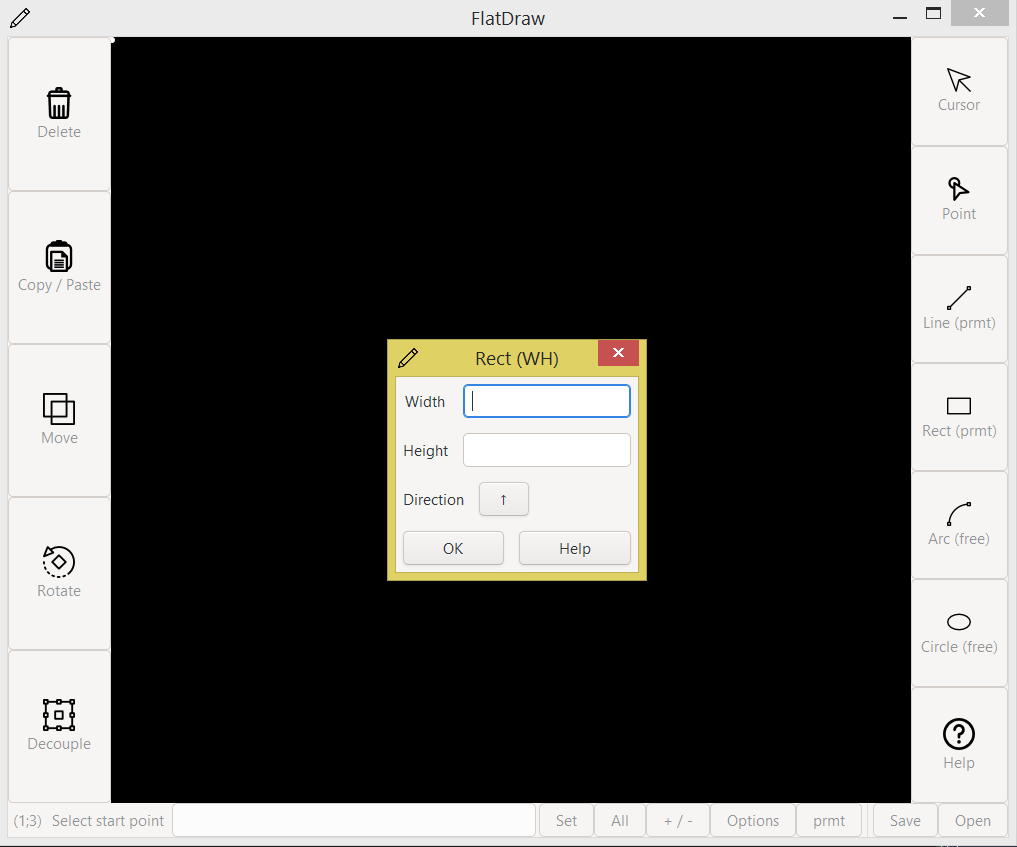 FlatDraw
Delete
Copy / Paste
Move
Rotate
Decouple
Rect (WH)
Width
Height
Direction ↑
OK Help
Cursor
Point
Line (prmt)
Rect (prmt)
Arc (free)
Circle (free)
Help
(1;3) Select start point Set All + / - Options prmt Save Open